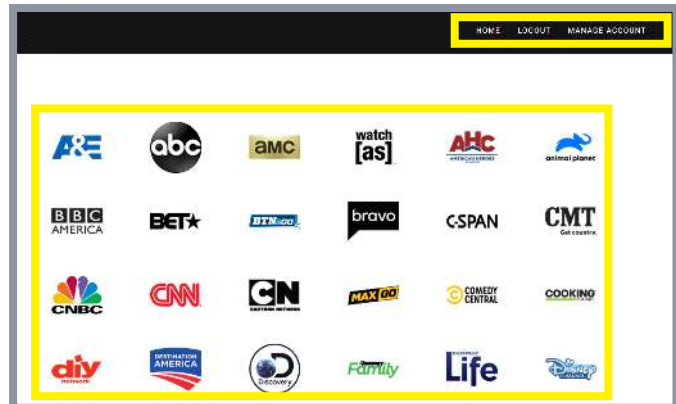 HOME LOGOUT MANAGE ACCOUNT
A&E
abc
aMC
watch
[as]
AHC
AMERICAN HEROES
animal planet
BBC
AMERICA
BET
BTN2GO
bravo
C-SPAN
CMT
Get country.
CNBC
CNN
CN
CARTOON NETWORK
MAX GO
COMEDY
CENTRAL
COOKING
diy
network
DESTINATION
AMERICA
Discovery
Family
Life
Disney